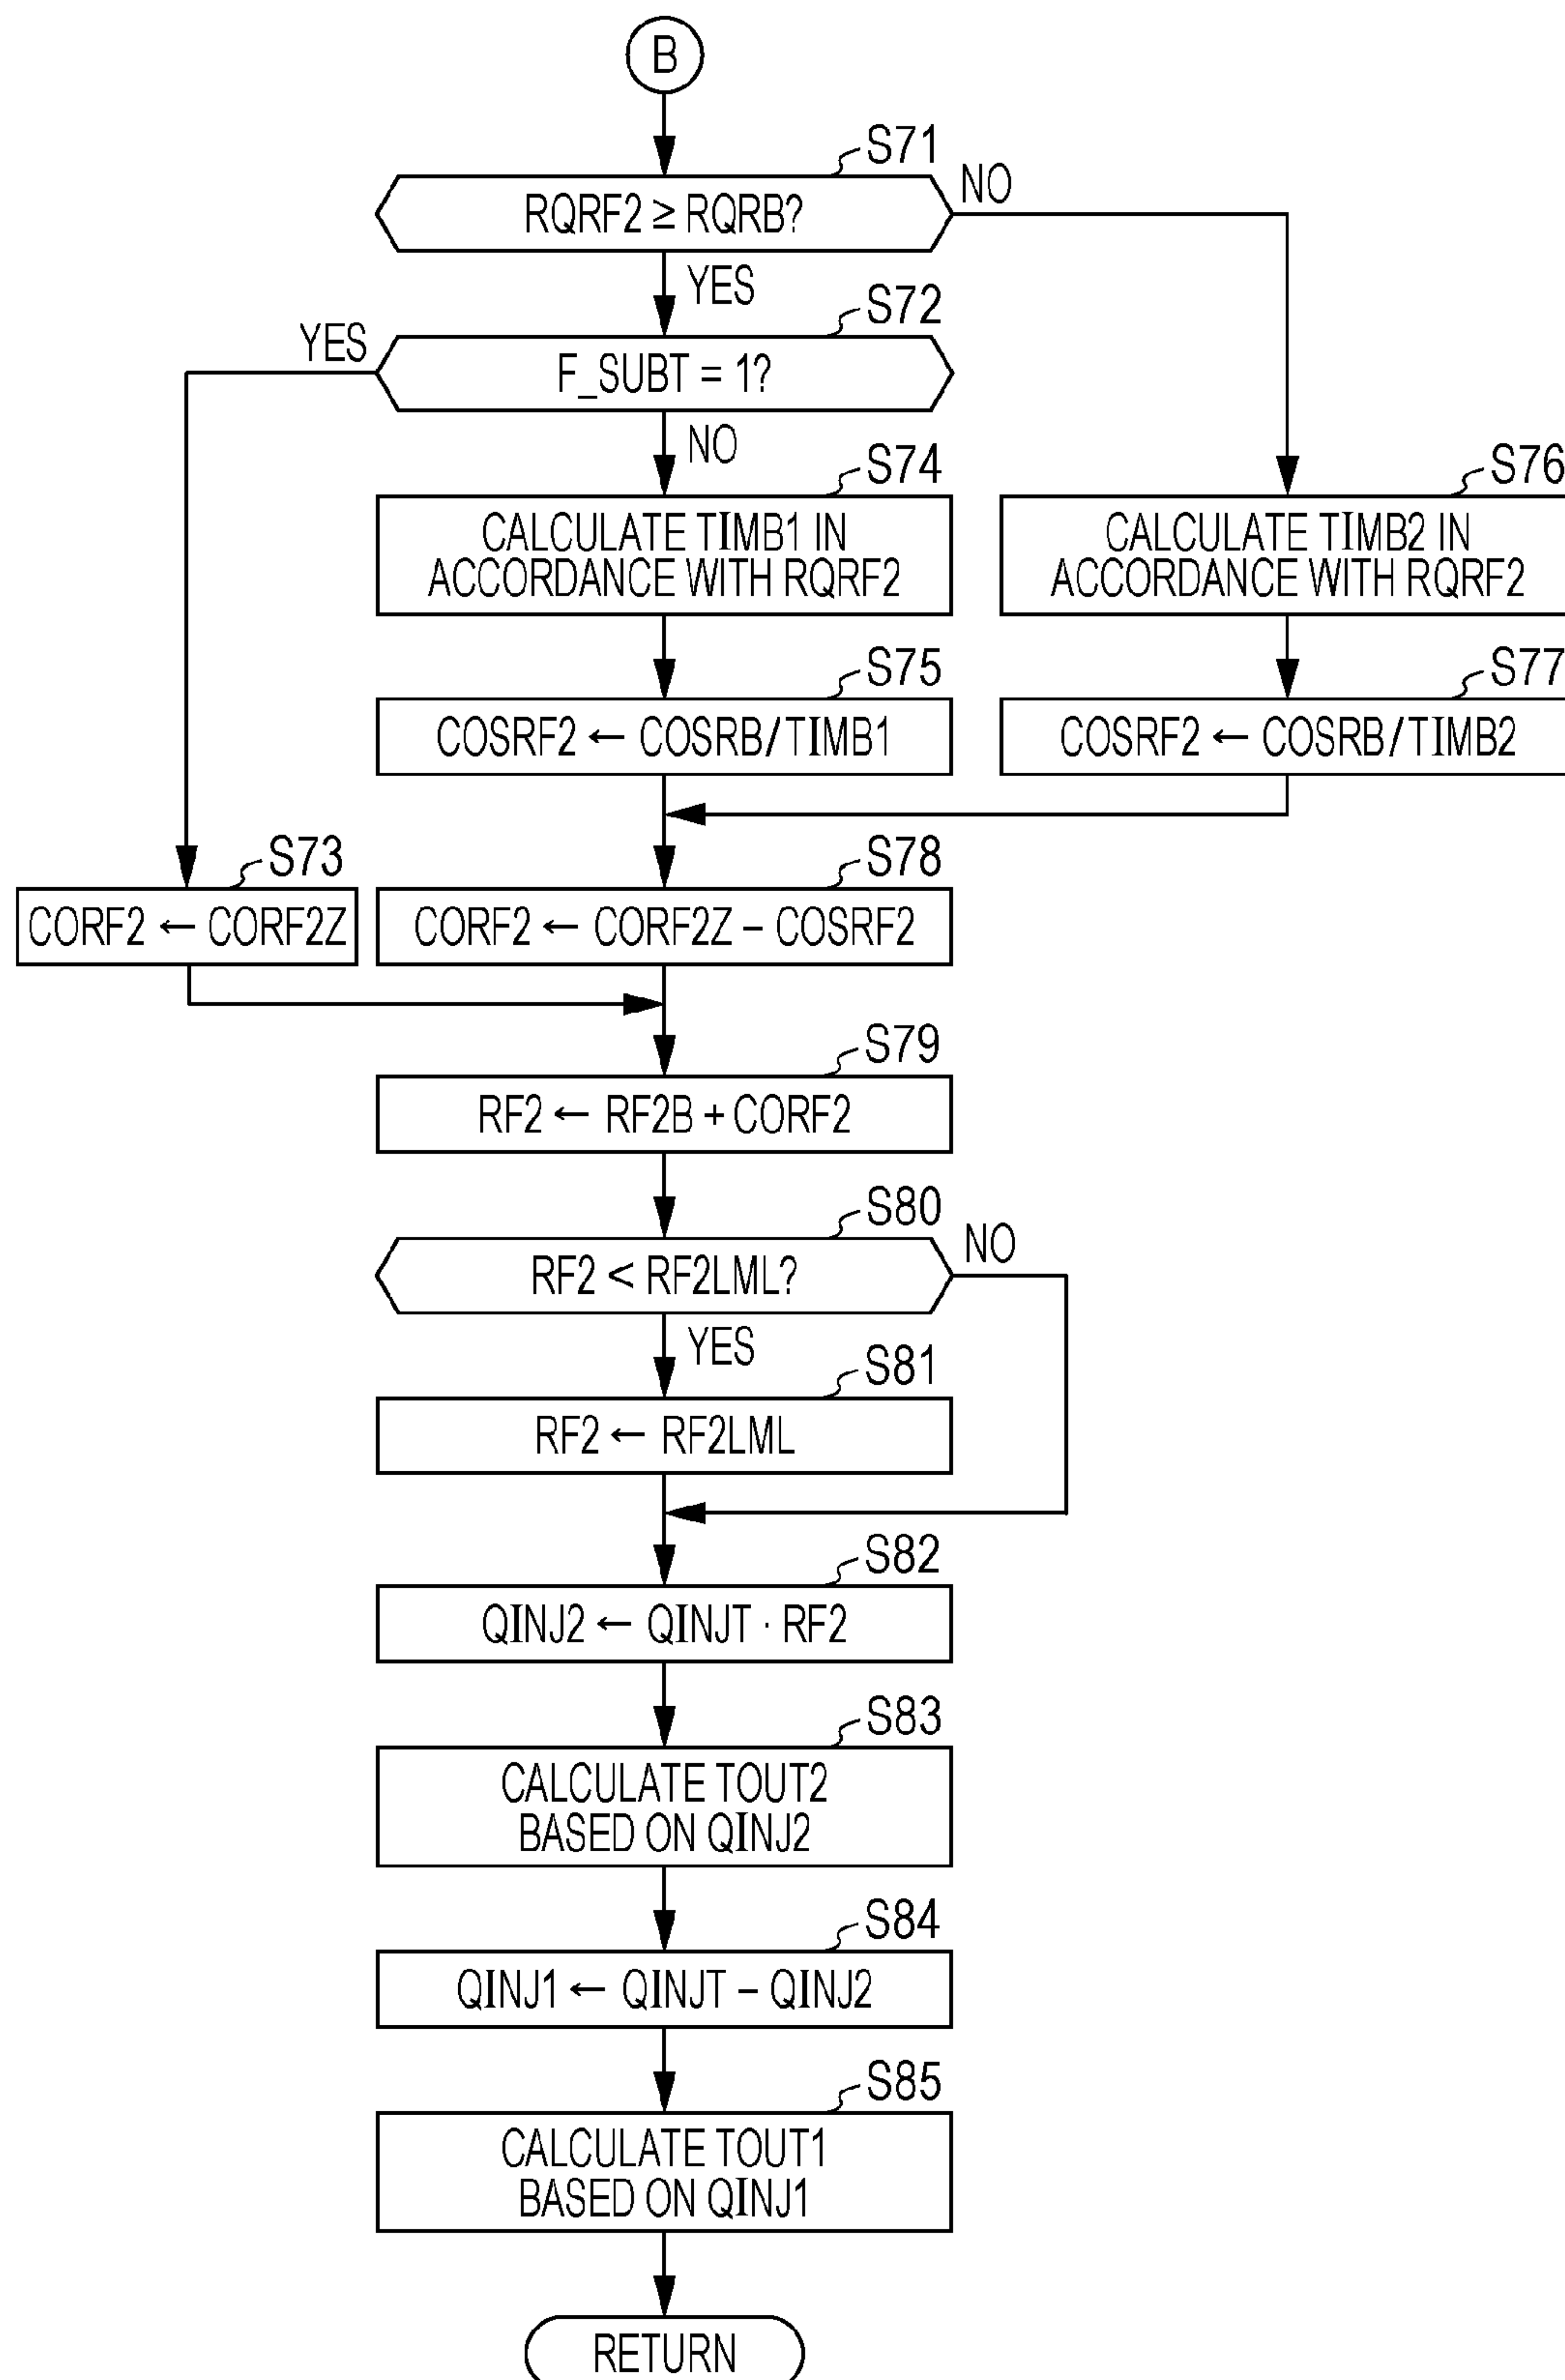 B
S71
RQRF2 ≥ RQRB?
NO
YES
S72
YES
F_SUBT = 1?
NO
S74
CALCULATE TIMB1 IN
ACCORDANCE WITH RQRF2
S76
CALCULATE TIMB2 IN
ACCORDANCE WITH RQRF2
S75
COSRF2 ← COSRB/TIMB1
S77
COSRF2 ← COSRB/TIMB2
S73
CORF2 ← CORF2Z
S78
CORF2 ← CORF2Z – COSRF2
S79
RF2 ← RF2B + CORF2
S80
RF2 < RF2LML?
NO
YES
S81
RF2 ← RF2LML
S82
QINJ2 ← QINJT · RF2
S83
CALCULATE TOUT2
BASED ON QINJ2
S84
QINJ1 ← QINJT – QINJ2
S85
CALCULATE TOUT1
BASED ON QINJ1
RETURN